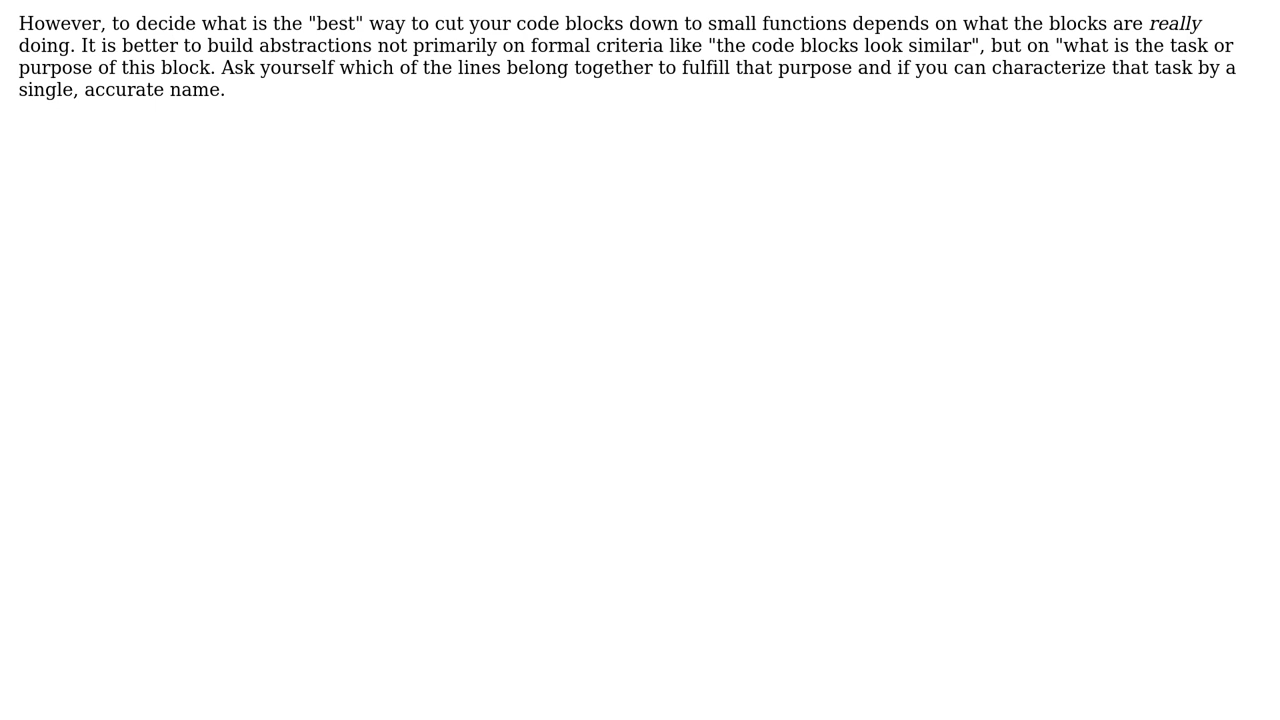 However, to decide what is the "best" way to cut your code blocks down to small functions depends on what the blocks are really
doing. It is better to build abstractions not primarily on formal criteria like "the code blocks look similar", but on "what is the task or
purpose of this block. Ask yourself which of the lines belong together to fulfill that purpose and if you can characterize that task by a
single, accurate name.